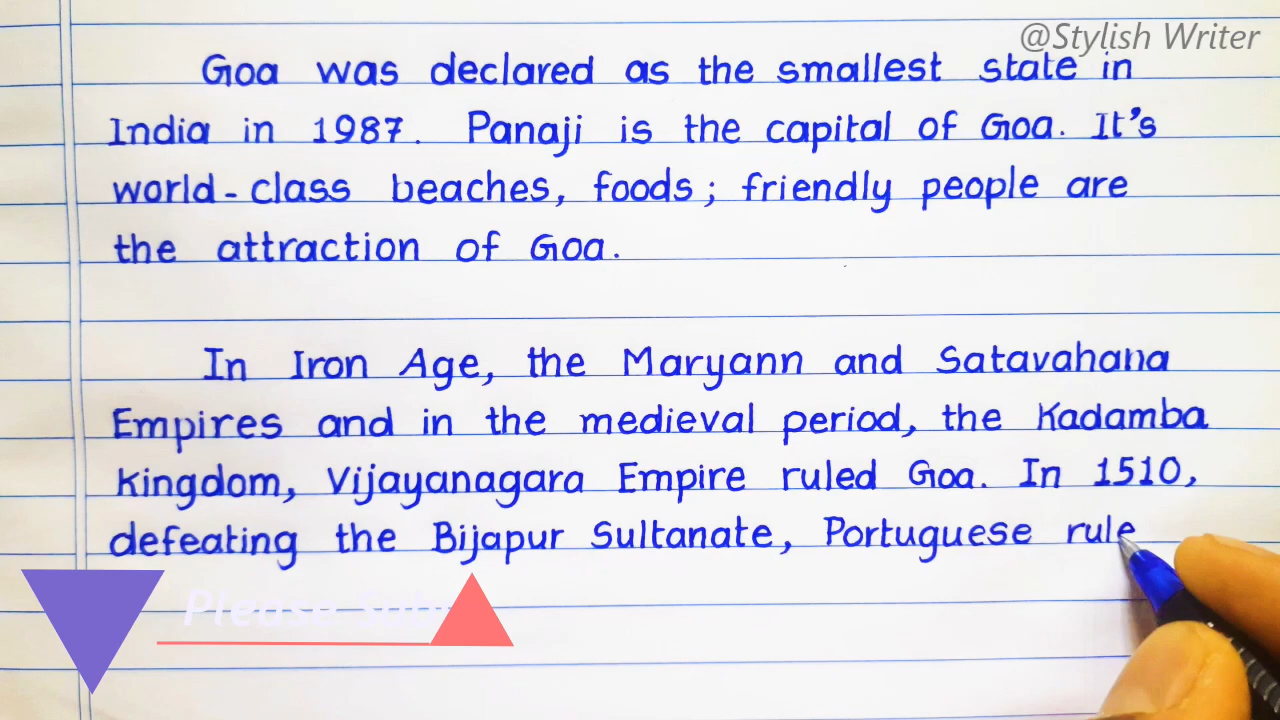 @Stylish Writer
Goa was declared as the smallest state in
India in 1987. Panaji is the capital of Goa. It's
world-class beaches, foods; friendly people are
the attraction of Goa.
In Iron Age, the Maryann and Satavahana
Empires and in the medieval period, the Kadamba
Kingdom, Vijayanagara Empire ruled Goa. In 1510,
defeating the Bijapur Sultanate, Portuguese rule
Please